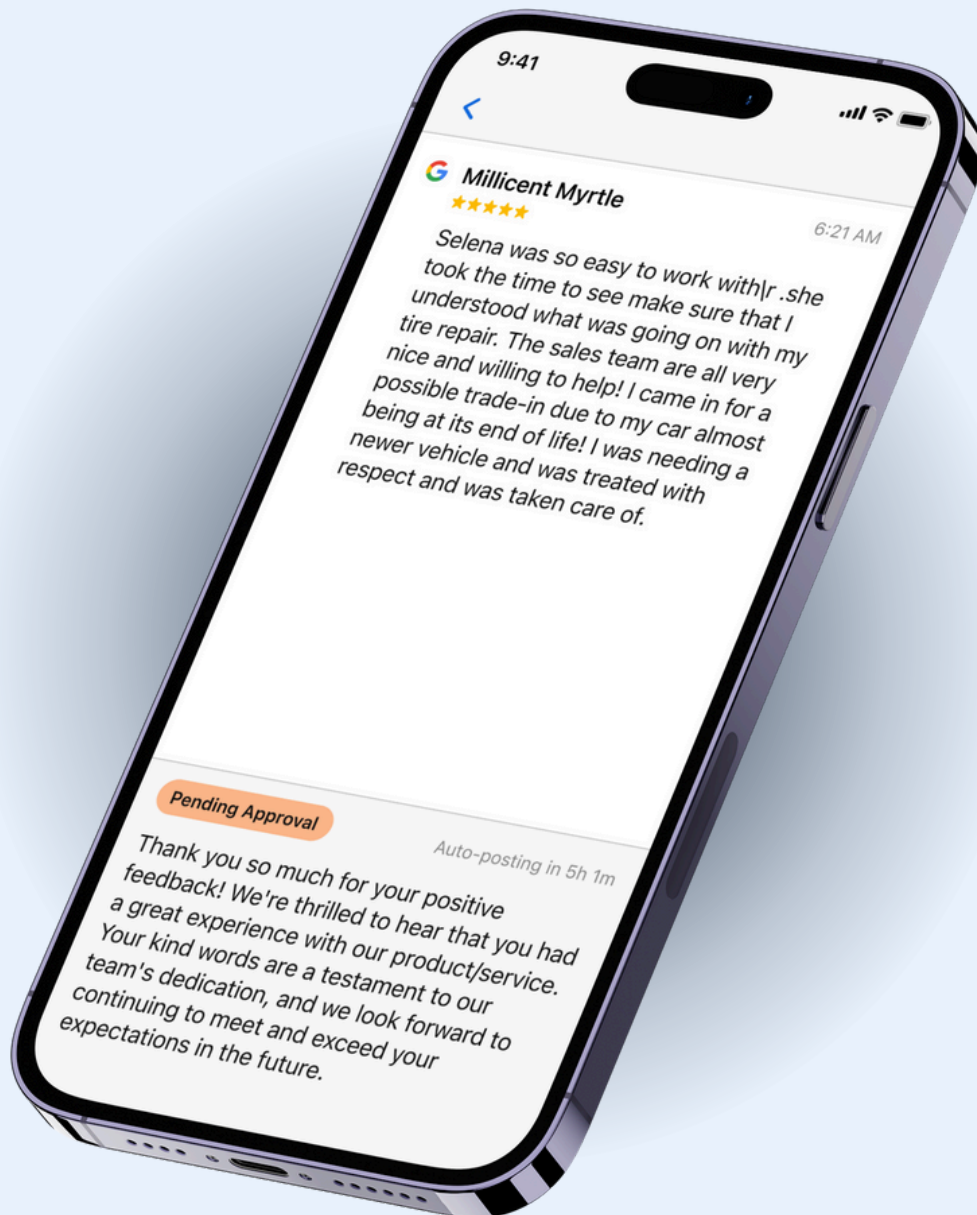 9:41
Millicent Myrtle
6:21 AM
Selena was so easy to work with\r .she
took the time to see make sure that I
understood what was going on with my
tire repair. The sales team are all very
nice and willing to help! I came in for a
possible trade-in due to my car almost
being at its end of life! I was needing a
newer vehicle and was treated with
respect and was taken care of.
Pending Approval
Auto-posting in 5h 1m
Thank you so much for your positive
feedback! We're thrilled to hear that you had
a great experience with our product/service.
Your kind words are a testament to our
team's dedication, and we look forward to
continuing to meet and exceed your
expectations in the future.